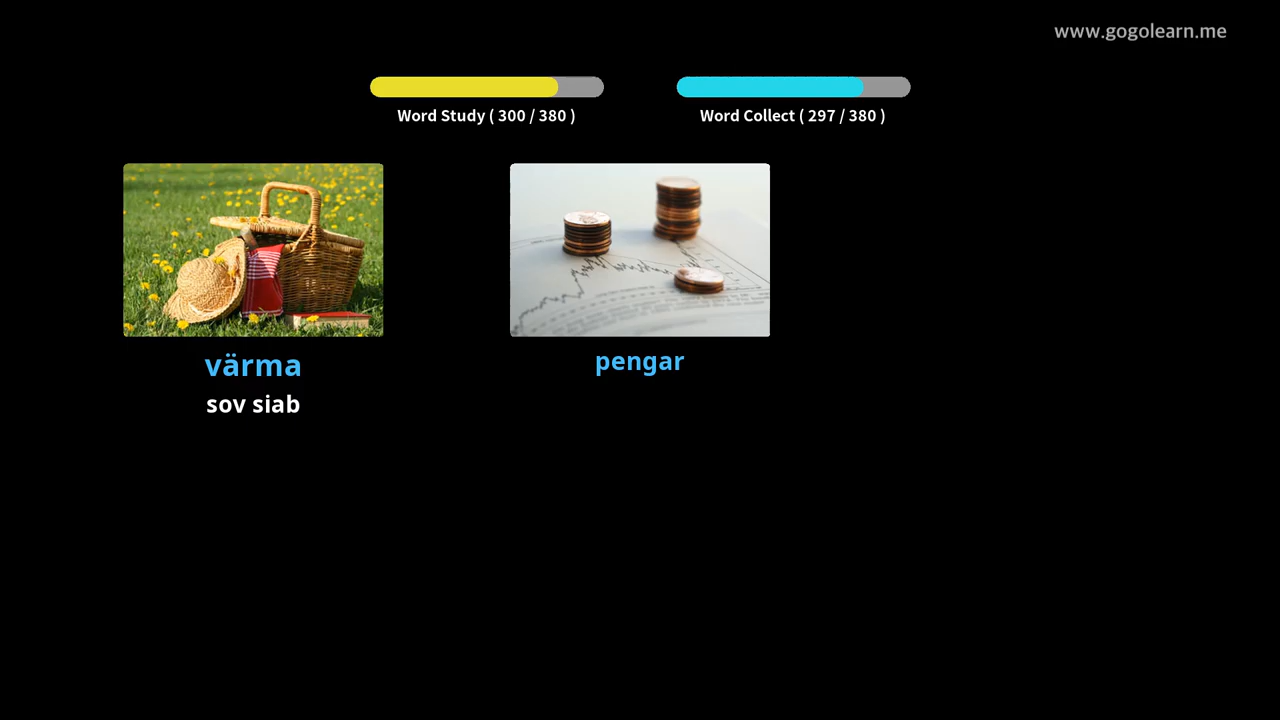 www.gogolearn.me
Word Study ( 300 / 380 )
Word Collect ( 297 / 380 )
värma
sov siab
pengar